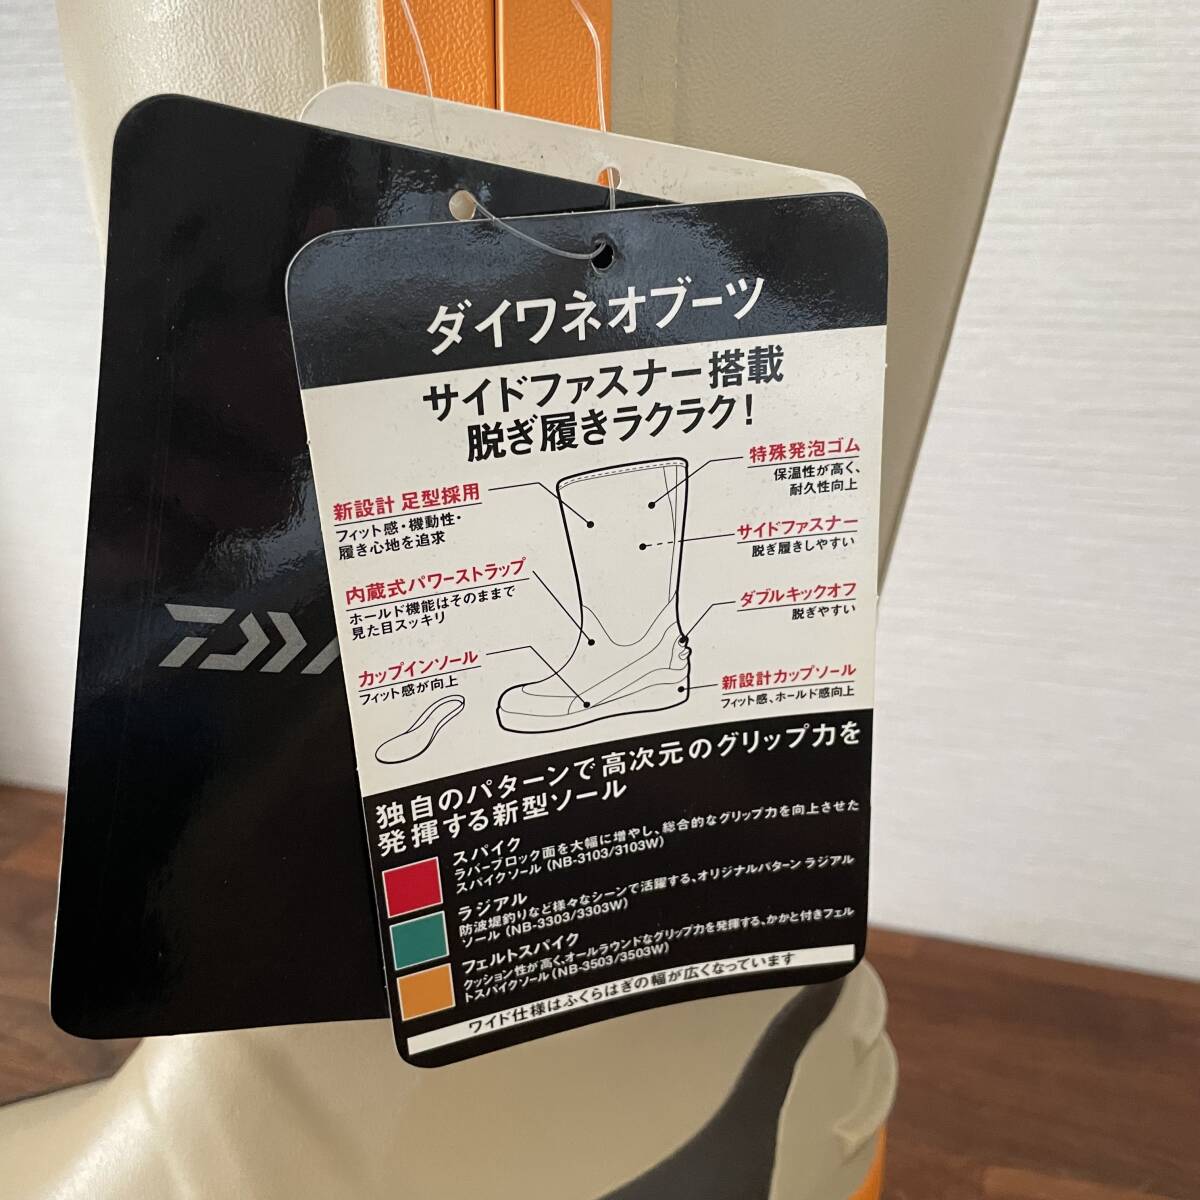 ダイワネオブーツ
サイドファスナー搭載
脱ぎ履きラクラク!
新設計 足型採用
フィット感・機動性・
履き心地を追求
内蔵式パワーストラップ
ホールド機能はそのままで
見た目スッキリ
カップインソール
フィット感が向上
特殊発泡ゴム
保温性が高く、
耐久性向上
サイドファスナー
脱ぎ履きしやすい
ダブルキックオフ
脱ぎやすい
新設計カップソール
フィット感、ホールド感向上
独自のパターンで高次元のグリップ力を
発揮する新型ソール
スパイク
ラバーブロック面を大幅に増やし、総合的なグリップ力を向上させた
スパイクソール(NB-3103/3103W)
ラジアル
防波堤釣りなど様々なシーンで活躍する、オリジナルパターン ラジアル
ソール(NB-3303/3303W)
フェルトスパイク
クッション性が高く、オールラウンドなグリップ力を発揮する、かかと付きフェル
トスパイクソール(NB-3503/3503W)
ワイド仕様はふくらはぎの幅が広くなっています